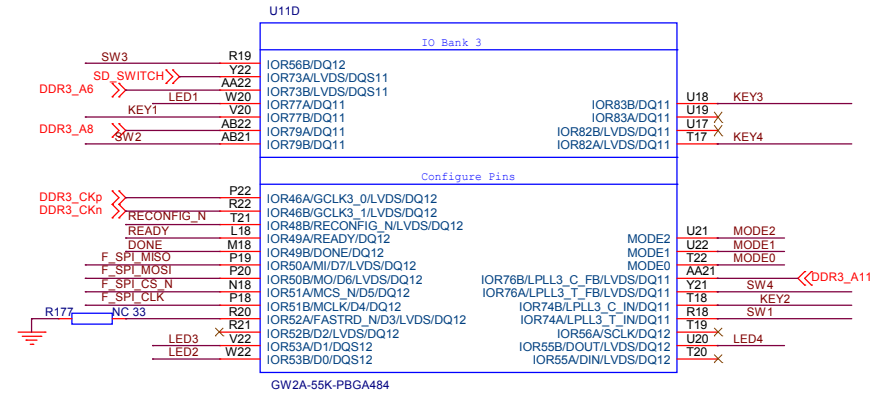 U11D
IO Bank 3
SW3 R19 IOR56B/DQ12
SD_SWITCH Y22 IOR73A/LVDS/DQS11
DDR3_A6 AA22 IOR73B/LVDS/DQS11
LED1 W20 IOR77A/DQ11 IOR83B/DQ11 U18 KEY3
KEY1 V20 IOR77B/DQ11 IOR83A/DQ11 U19
DDR3_A8 AB22 IOR79A/DQ11 IOR82B/LVDS/DQ11 U17
SW2 AB21 IOR79B/DQ11 IOR82A/LVDS/DQ11 T17 KEY4
Configure Pins
DDR3_CKp P22 IOR46A/GCLK3_0/LVDS/DQ12
DDR3_CKn R22 IOR46B/GCLK3_1/LVDS/DQ12
RECONFIG_N T21 IOR48B/RECONFIG_N/LVDS/DQ12
READY L18 IOR49A/READY/DQ12 MODE2 U21 MODE2
DONE M18 IOR49B/DONE/DQ12 MODE1 U22 MODE1
F_SPI_MISO P19 IOR50A/MI/D7/LVDS/DQ12 MODE0 T22 MODE0
F_SPI_MOSI P20 IOR50B/MO/D6/LVDS/DQ12 IOR76B/LPLL3_C_FB/LVDS/DQ11 AA21 DDR3_A11
F_SPI_CS_N N18 IOR51A/MCS_N/D5/DQ12 IOR76A/LPLL3_T_FB/LVDS/DQ11 Y21 SW4
F_SPI_CLK P18 IOR51B/MCLK/D4/DQ12 IOR74B/LPLL3_C_IN/DQ11 T18 KEY2
R177 NC 33 R20 IOR52A/FASTRD_N/D3/LVDS/DQ12 IOR74A/LPLL3_T_IN/DQ11 R18 SW1
R21 IOR52B/D2/LVDS/DQ12 IOR56A/SCLK/DQ12 T19
LED3 V22 IOR53A/D1/DQS12 IOR55B/DOUT/LVDS/DQ12 U20 LED4
LED2 W22 IOR53B/D0/DQS12 IOR55A/DIN/LVDS/DQ12 T20
GW2A-55K-PBGA484